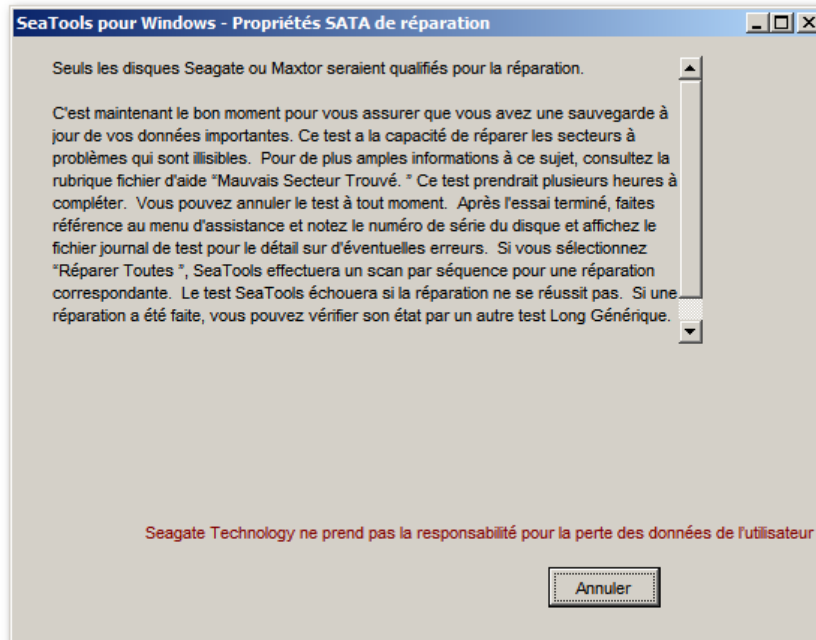 SeaTools pour Windows - Propriétés SATA de réparation
Seuls les disques Seagate ou Maxtor seraient qualifiés pour la réparation.
C'est maintenant le bon moment pour vous assurer que vous avez une sauvegarde à
jour de vos données importantes. Ce test a la capacité de réparer les secteurs à
problèmes qui sont illisibles.  Pour de plus amples informations à ce sujet, consultez la
rubrique fichier d'aide “Mauvais Secteur Trouvé. ” Ce test prendrait plusieurs heures à
compléter.  Vous pouvez annuler le test à tout moment.  Après l'essai terminé, faites
référence au menu d'assistance et notez le numéro de série du disque et affichez le
fichier journal de test pour le détail sur d'éventuelles erreurs.  Si vous sélectionnez
“Réparer Toutes ”, SeaTools effectuera un scan par séquence pour une réparation
correspondante.  Le test SeaTools échouera si la réparation ne se réussit pas.  Si une
réparation a été faite, vous pouvez vérifier son état par un autre test Long Générique.
Seagate Technology ne prend pas la responsabilité pour la perte des données de l'utilisateur
Annuler